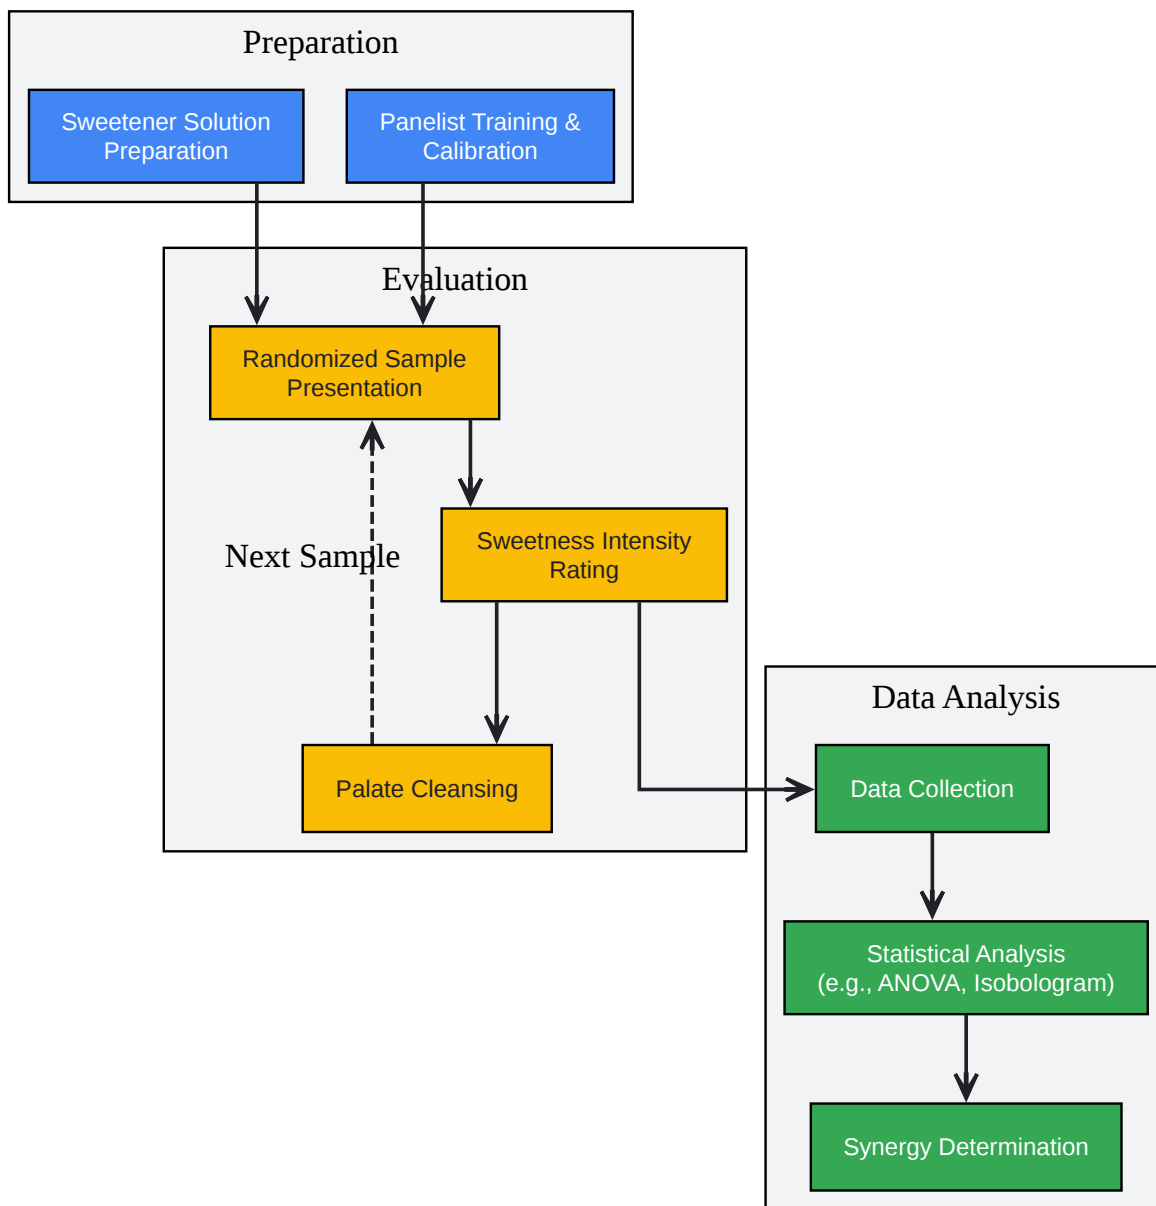 Preparation
Sweetener Solution
Preparation
Panelist Training &
Calibration
Evaluation
Randomized Sample
Presentation
Next Sample
Sweetness Intensity
Rating
Palate Cleansing
Data Analysis
Data Collection
Statistical Analysis
(e.g., ANOVA, Isobologram)
Synergy Determination